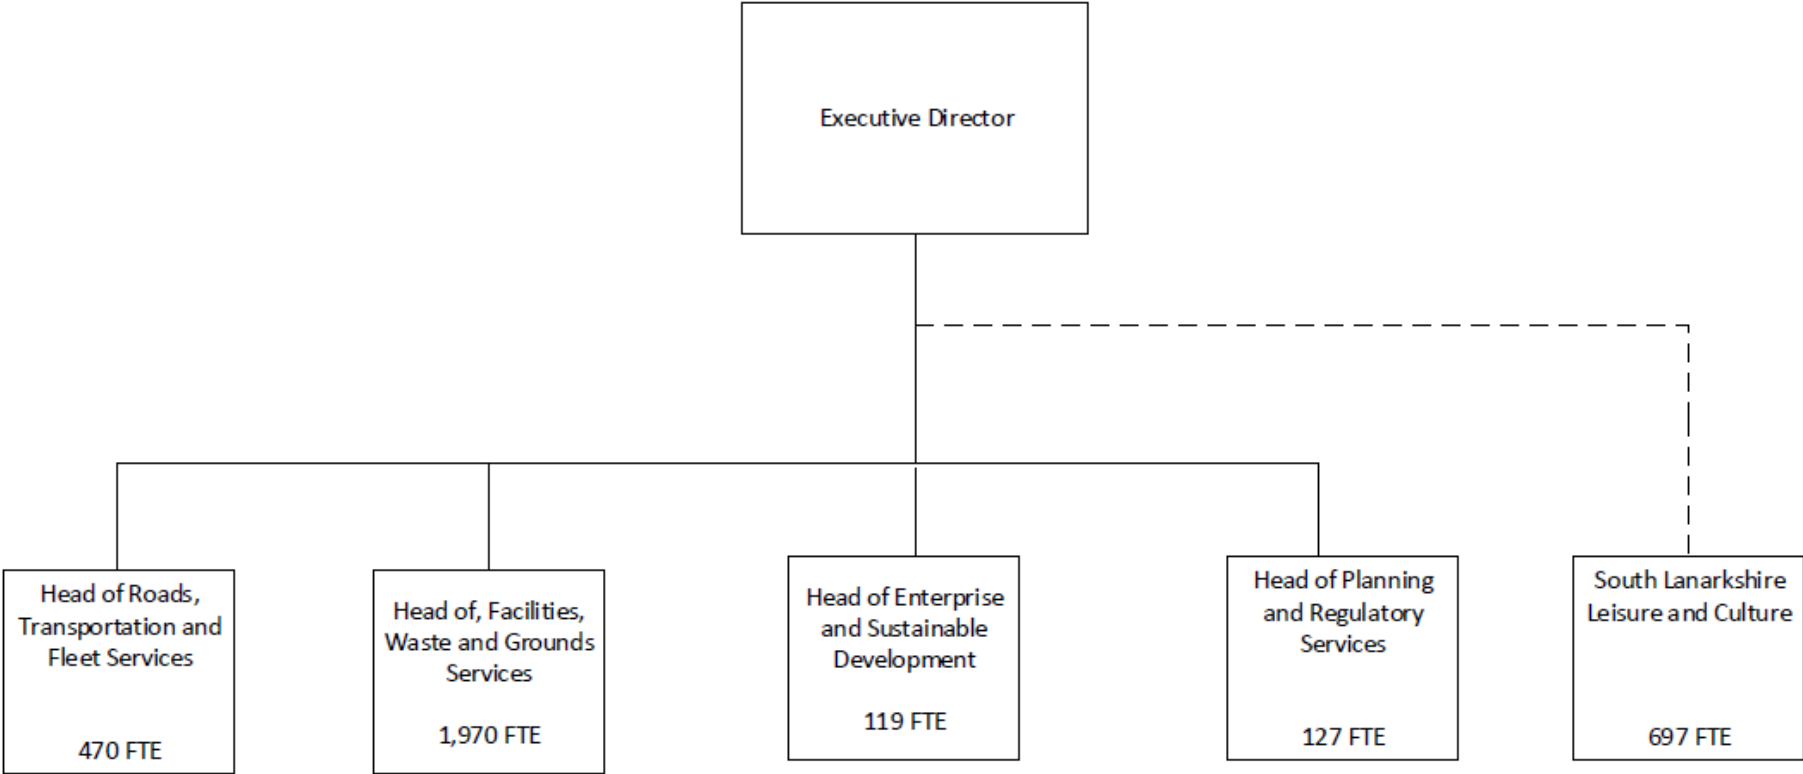 Executive Director
Head of Roads,
Transportation and
Fleet Services
470 FTE
Head of, Facilities,
Waste and Grounds
Services
1,970 FTE
Head of Enterprise
and Sustainable
Development
119 FTE
Head of Planning
and Regulatory
Services
127 FTE
South Lanarkshire
Leisure and Culture
697 FTE